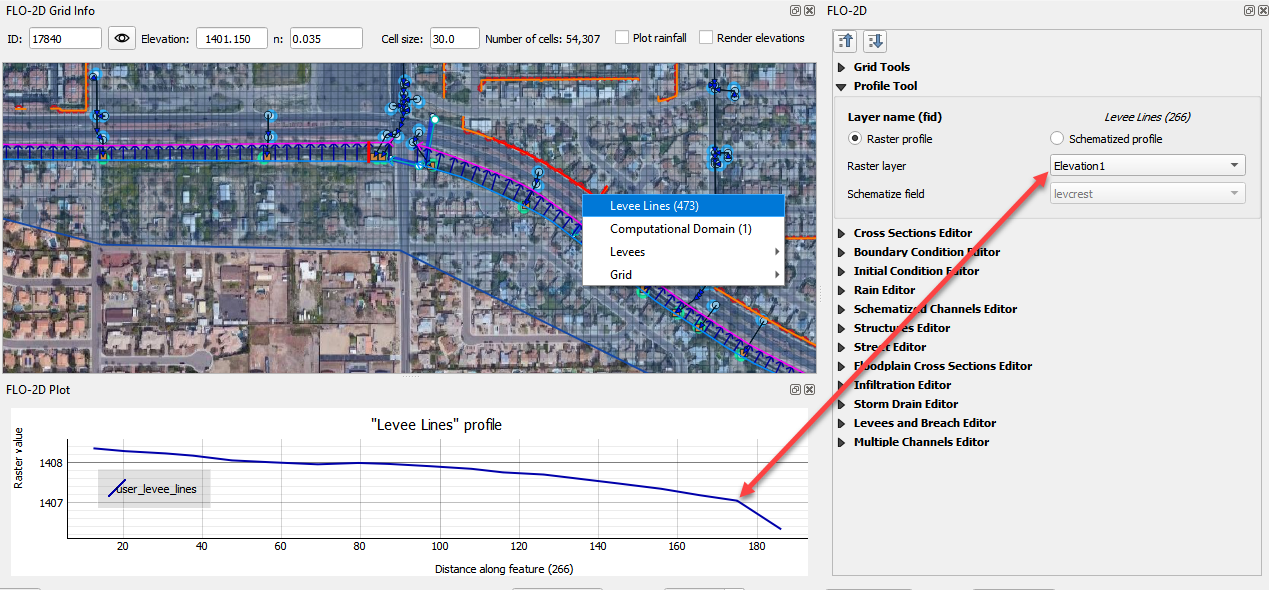 FLO-2D Grid Info
ID: 17840 Elevation: 1401.150 n: 0.035 Cell size: 30.0 Number of cells: 54,307 Plot rainfall Render elevations
Levee Lines (473)
Computational Domain (1)
Levees
Grid
FLO-2D Plot
"Levee Lines" profile
Raster value
1408
1407
user_levee_lines
20 40 60 80 100 120 140 160 180
Distance along feature (266)
FLO-2D
Grid Tools
Profile Tool
Layer name (fid) Levee Lines (266)
Raster profile Schematized profile
Raster layer Elevation1
Schematize field levcrest
Cross Sections Editor
Boundary Condition Editor
Initial Condition Editor
Rain Editor
Schematized Channels Editor
Structures Editor
Street Editor
Floodplain Cross Sections Editor
Infiltration Editor
Storm Drain Editor
Levees and Breach Editor
Multiple Channels Editor